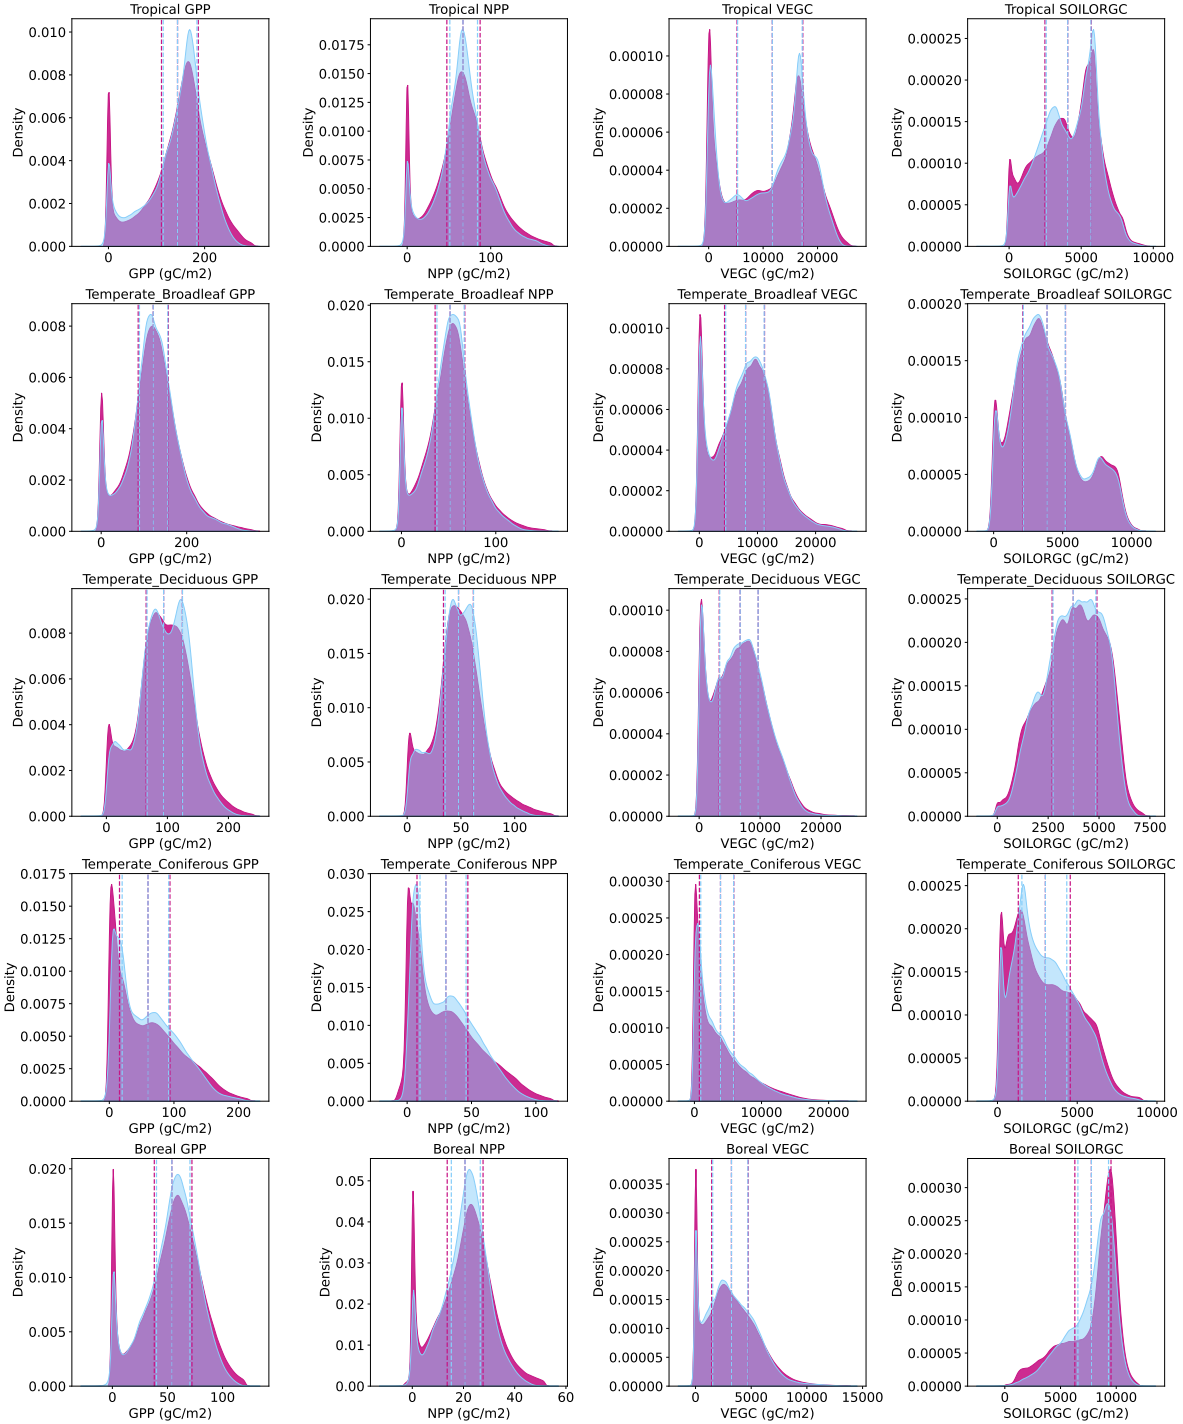 Tropical GPP
0.010
0.008
0.006
0.004
0.002
0.000
Density
0 200
GPP (gC/m2)
Tropical NPP
0.0175
0.0150
0.0125
0.0100
0.0075
0.0050
0.0025
0.0000
Density
0 100
NPP (gC/m2)
Tropical VEGC
0.00010
0.00008
0.00006
0.00004
0.00002
0.00000
Density
0 10000 20000
VEGC (gC/m2)
Tropical SOILORGC
0.00025
0.00020
0.00015
0.00010
0.00005
0.00000
Density
0 5000 10000
SOILORGC (gC/m2)
Temperate_Broadleaf GPP
0.008
0.006
0.004
0.002
0.000
Density
0 200
GPP (gC/m2)
Temperate_Broadleaf NPP
0.020
0.015
0.010
0.005
0.000
Density
0 100
NPP (gC/m2)
Temperate_Broadleaf VEGC
0.00010
0.00008
0.00006
0.00004
0.00002
0.00000
Density
0 10000 20000
VEGC (gC/m2)
Temperate_Broadleaf SOILORGC
0.00020
0.00015
0.00010
0.00005
0.00000
Density
0 5000 10000
SOILORGC (gC/m2)
Temperate_Deciduous GPP
0.008
0.006
0.004
0.002
0.000
Density
0 100 200
GPP (gC/m2)
Temperate_Deciduous NPP
0.020
0.015
0.010
0.005
0.000
Density
0 50 100
NPP (gC/m2)
Temperate_Deciduous VEGC
0.00010
0.00008
0.00006
0.00004
0.00002
0.00000
Density
0 10000 20000
VEGC (gC/m2)
Temperate_Deciduous SOILORGC
0.00025
0.00020
0.00015
0.00010
0.00005
0.00000
Density
0 2500 5000 7500
SOILORGC (gC/m2)
Temperate_Coniferous GPP
0.0175
0.0150
0.0125
0.0100
0.0075
0.0050
0.0025
0.0000
Density
0 100 200
GPP (gC/m2)
Temperate_Coniferous NPP
0.030
0.025
0.020
0.015
0.010
0.005
0.000
Density
0 50 100
NPP (gC/m2)
Temperate_Coniferous VEGC
0.00030
0.00025
0.00020
0.00015
0.00010
0.00005
0.00000
Density
0 10000 20000
VEGC (gC/m2)
Temperate_Coniferous SOILORGC
0.00025
0.00020
0.00015
0.00010
0.00005
0.00000
Density
0 5000 10000
SOILORGC (gC/m2)
Boreal GPP
0.020
0.015
0.010
0.005
0.000
Density
0 50 100
GPP (gC/m2)
Boreal NPP
0.05
0.04
0.03
0.02
0.01
0.00
Density
0 20 40 60
NPP (gC/m2)
Boreal VEGC
0.00035
0.00030
0.00025
0.00020
0.00015
0.00010
0.00005
0.00000
Density
0 5000 10000 15000
VEGC (gC/m2)
Boreal SOILORGC
0.00030
0.00025
0.00020
0.00015
0.00010
0.00005
0.00000
Density
0 5000 10000
SOILORGC (gC/m2)